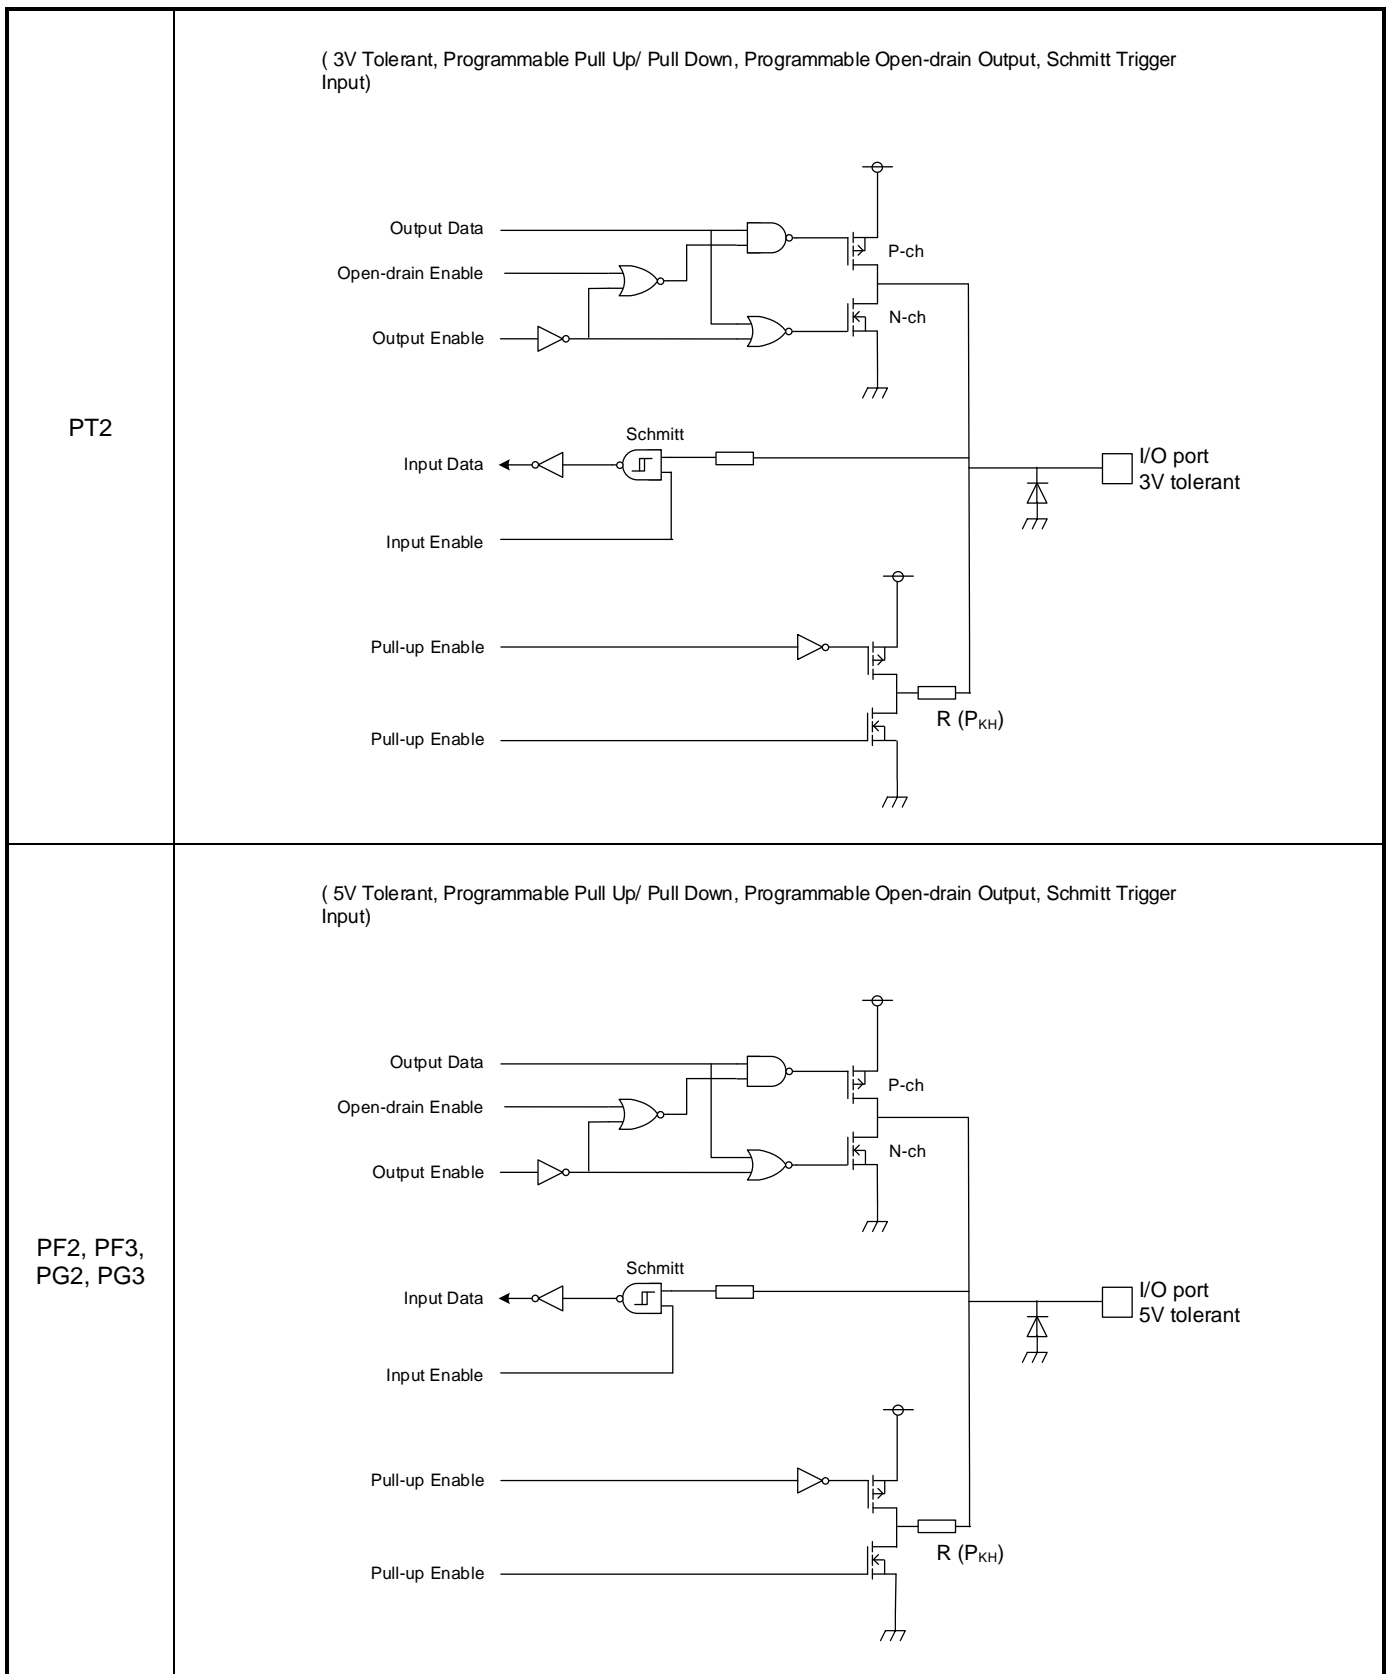 ( 3V Tolerant, Programmable Pull Up/ Pull Down, Programmable Open-drain Output, Schmitt Trigger
Input)
Output Data
P-ch
Open-drain Enable
N-ch
Output Enable
PT2
Schmitt
Input Data
I/O port
3V tolerant
Input Enable
Pull-up Enable
R (PKH)
Pull-up Enable
( 5V Tolerant, Programmable Pull Up/ Pull Down, Programmable Open-drain Output, Schmitt Trigger
Input)
Output Data
P-ch
Open-drain Enable
N-ch
Output Enable
PF2, PF3,
PG2, PG3
Schmitt
Input Data
I/O port
5V tolerant
Input Enable
Pull-up Enable
R (PKH)
Pull-up Enable